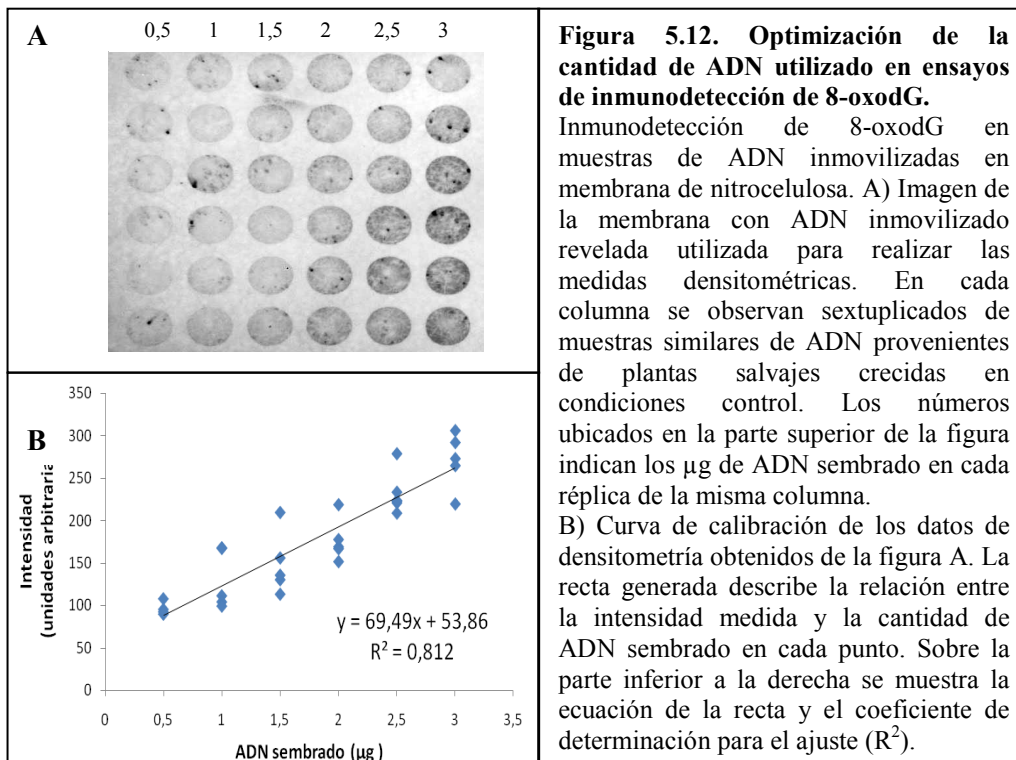 A
0,5 1 1,5 2 2,5 3
B
Intensidad
(unidades arbitraria
350
300
250
200
150
100
50
0
y = 69,49x + 53,86
R² = 0,812
0 0,5 1 1,5 2 2,5 3 3,5
ADN sembrado (µg)
Figura 5.12. Optimización de la
cantidad de ADN utilizado en ensayos
de inmunodetección de 8-oxodG.
Inmunodetección de 8-oxodG en
muestras de ADN inmovilizadas en
membrana de nitrocelulosa. A) Imagen de
la membrana con ADN inmovilizado
revelada utilizada para realizar las
medidas densitométricas. En cada
columna se observan sextuplicados de
muestras similares de ADN provenientes
de plantas salvajes crecidas en
condiciones control. Los números
ubicados en la parte superior de la figura
indican los µg de ADN sembrado en cada
réplica de la misma columna.
B) Curva de calibración de los datos de
densitometría obtenidos de la figura A. La
recta generada describe la relación entre
la intensidad medida y la cantidad de
ADN sembrado en cada punto. Sobre la
parte inferior a la derecha se muestra la
ecuación de la recta y el coeficiente de
determinación para el ajuste (R²).